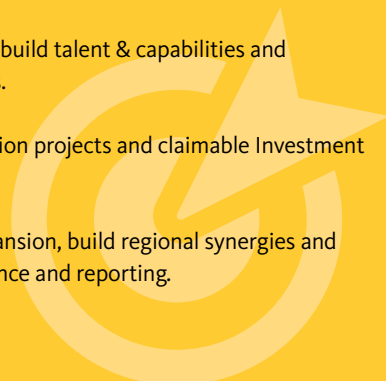 build talent & capabilities and
ion projects and claimable Investment
ansion, build regional synergies and
nce and reporting.